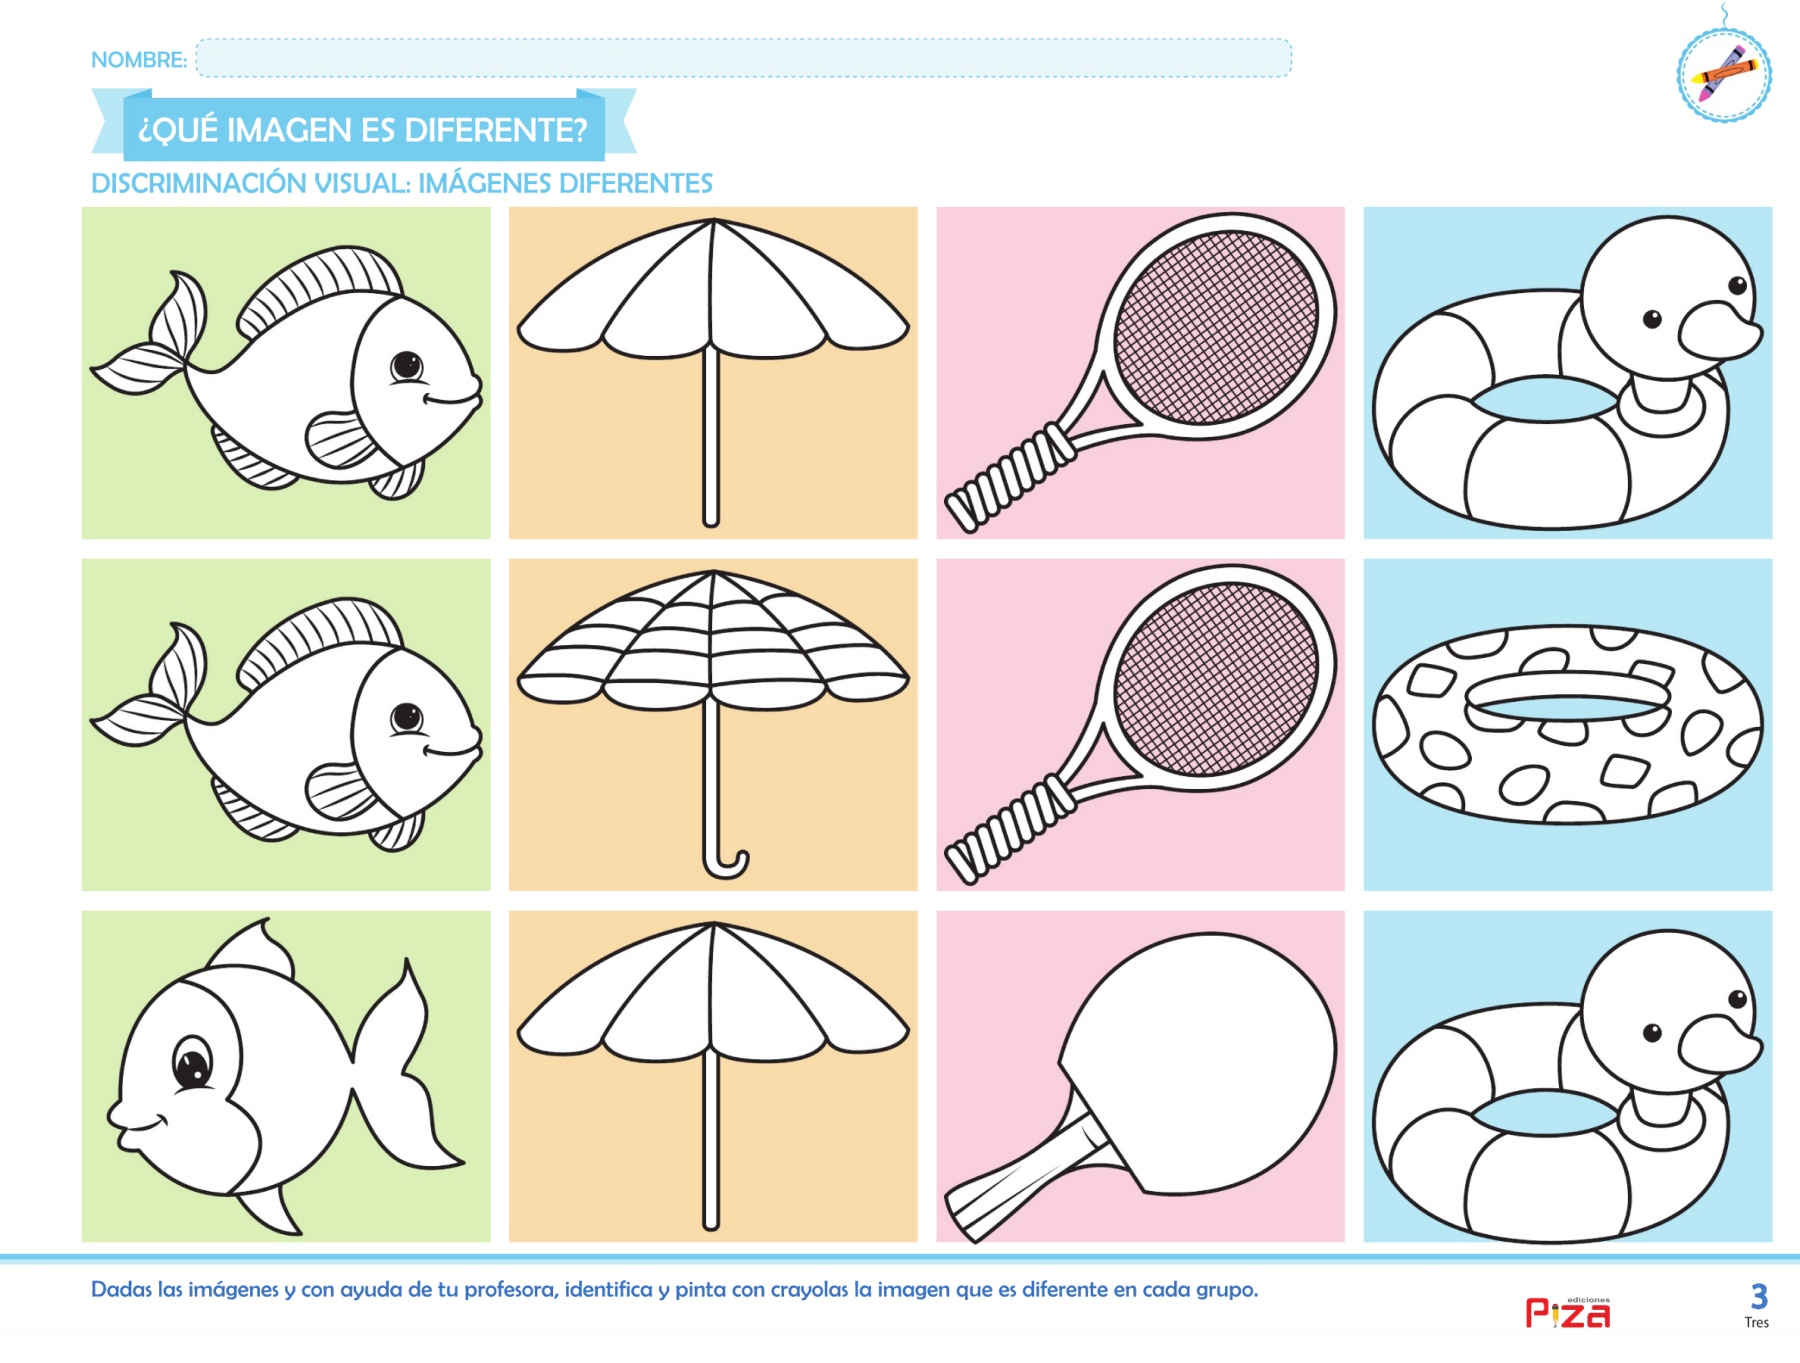 NOMBRE:
¿QUÉ IMAGEN ES DIFERENTE?
DISCRIMINACIÓN VISUAL: IMÁGENES DIFERENTES
Dadas las imágenes y con ayuda de tu profesora, identifica y pinta con crayolas la imagen que es diferente en cada grupo.
ediciones
Piza
3
Tres